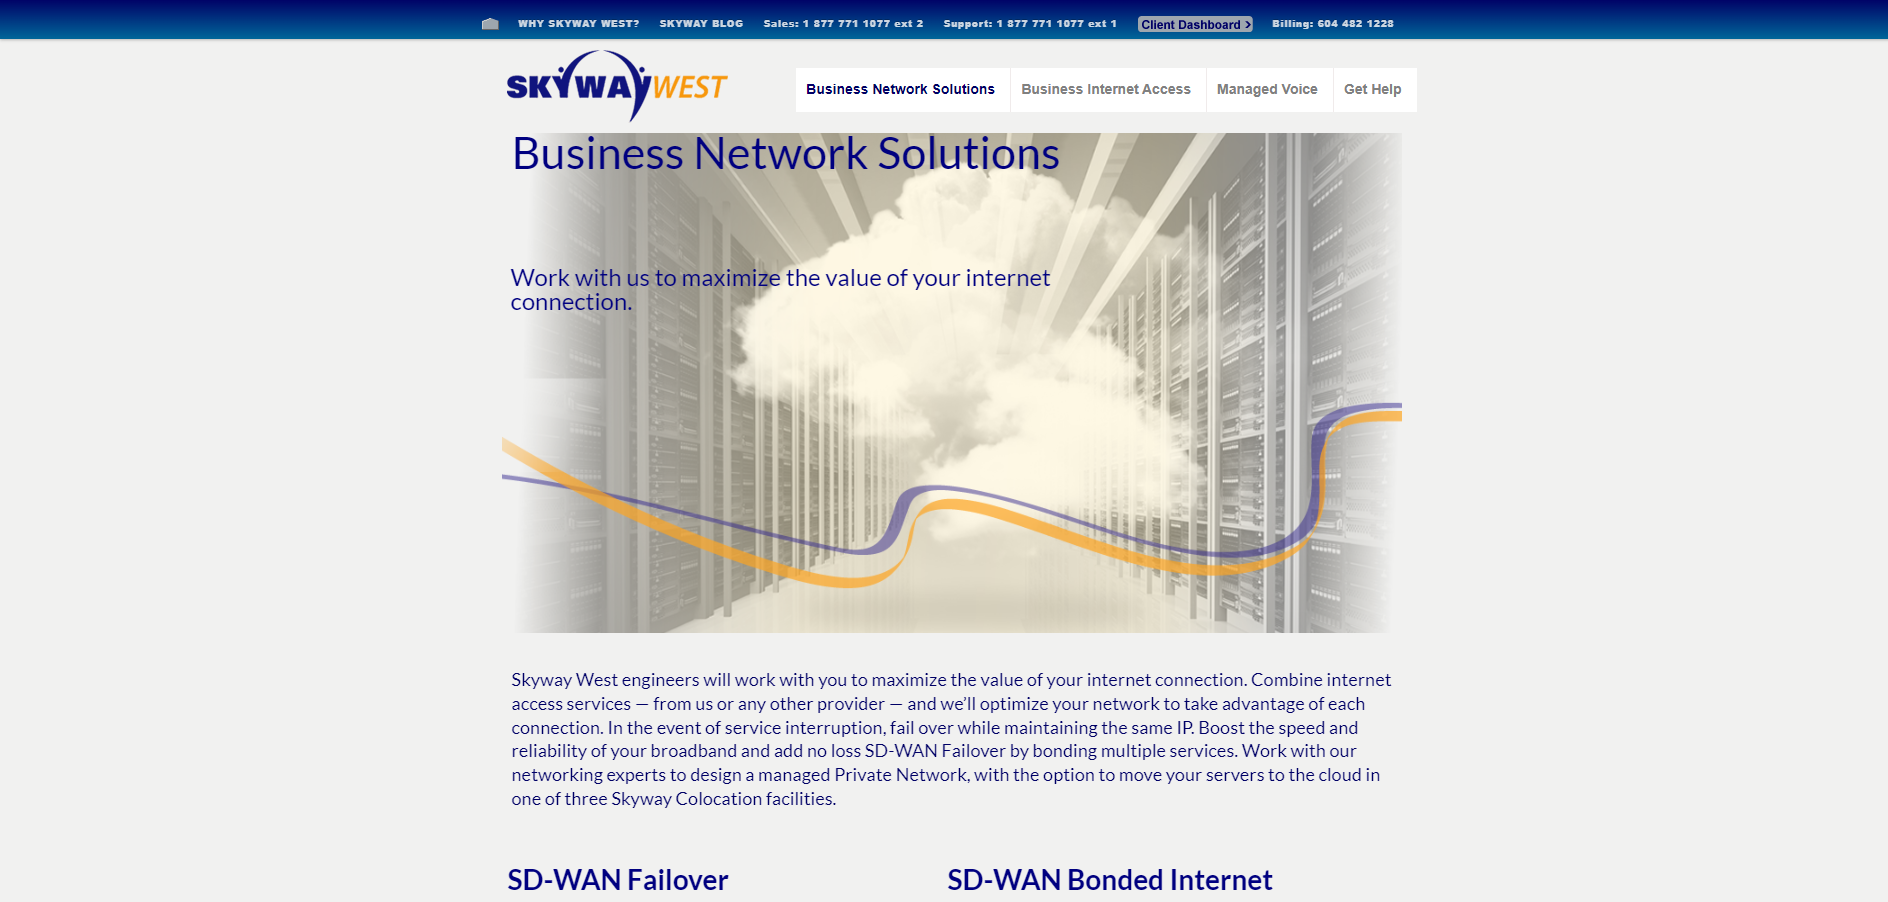 WHY SKYWAY WEST? SKYWAY BLOG Sales: 1 877 771 1077 ext 2 Support: 1 877 771 1077 ext 1 Client Dashboard > Billing: 604 482 1228
SKYWAYWEST
Business Network Solutions Business Internet Access Managed Voice Get Help
Business Network Solutions
Work with us to maximize the value of your internet
connection.
Skyway West engineers will work with you to maximize the value of your internet connection. Combine internet
access services — from us or any other provider — and we’ll optimize your network to take advantage of each
connection. In the event of service interruption, fail over while maintaining the same IP. Boost the speed and
reliability of your broadband and add no loss SD-WAN Failover by bonding multiple services. Work with our
networking experts to design a managed Private Network, with the option to move your servers to the cloud in
one of three Skyway Colocation facilities.
SD-WAN Failover SD-WAN Bonded Internet